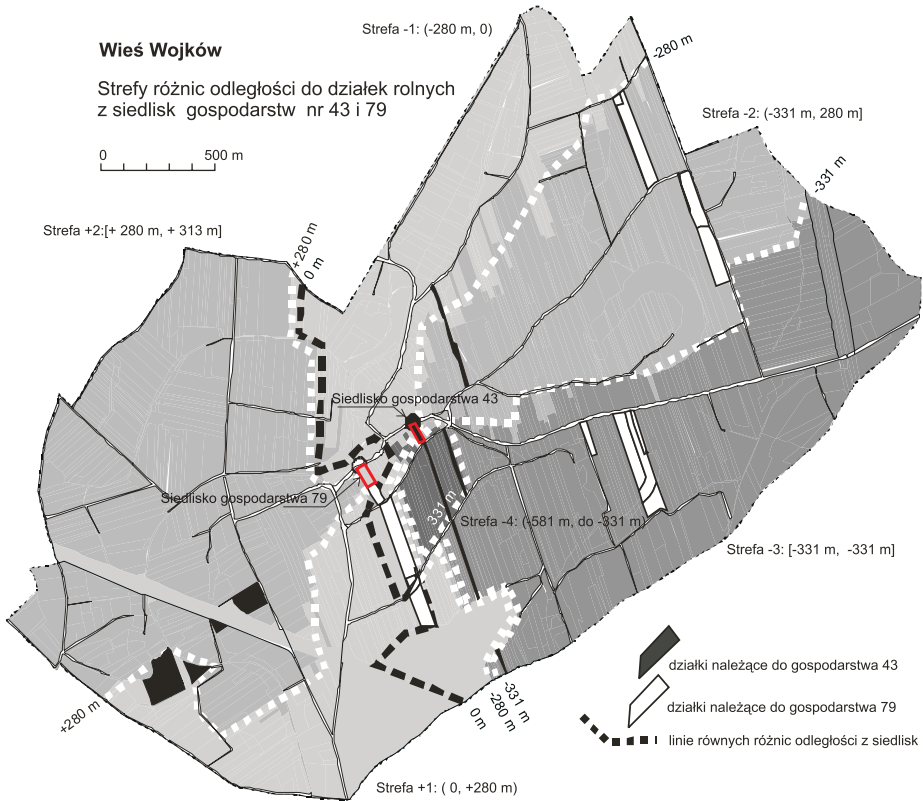 Strefa -1: (-280 m, 0)
Wieś Wojków
-280 m
Strefy różnic odległości do działek rolnych
z siedlisk gospodarstw nr 43 i 79
Strefa -2: (-331 m, 280 m]
0 500 m
-331 m
Strefa +2:[+ 280 m, + 313 m]
+280 m
0 m
Siedlisko gospodarstwa 43
Siedlisko gospodarstwa 79
331 m
Strefa -4: (-581 m, do -331 m)
Strefa -3: [-331 m, -331 m]
działki należące do gospodarstwa 43
-331 m
-280 m
0 m
+280 m
działki należące do gospodarstwa 79
linie równych różnic odległości z siedlisk
Strefa +1: ( 0, +280 m)